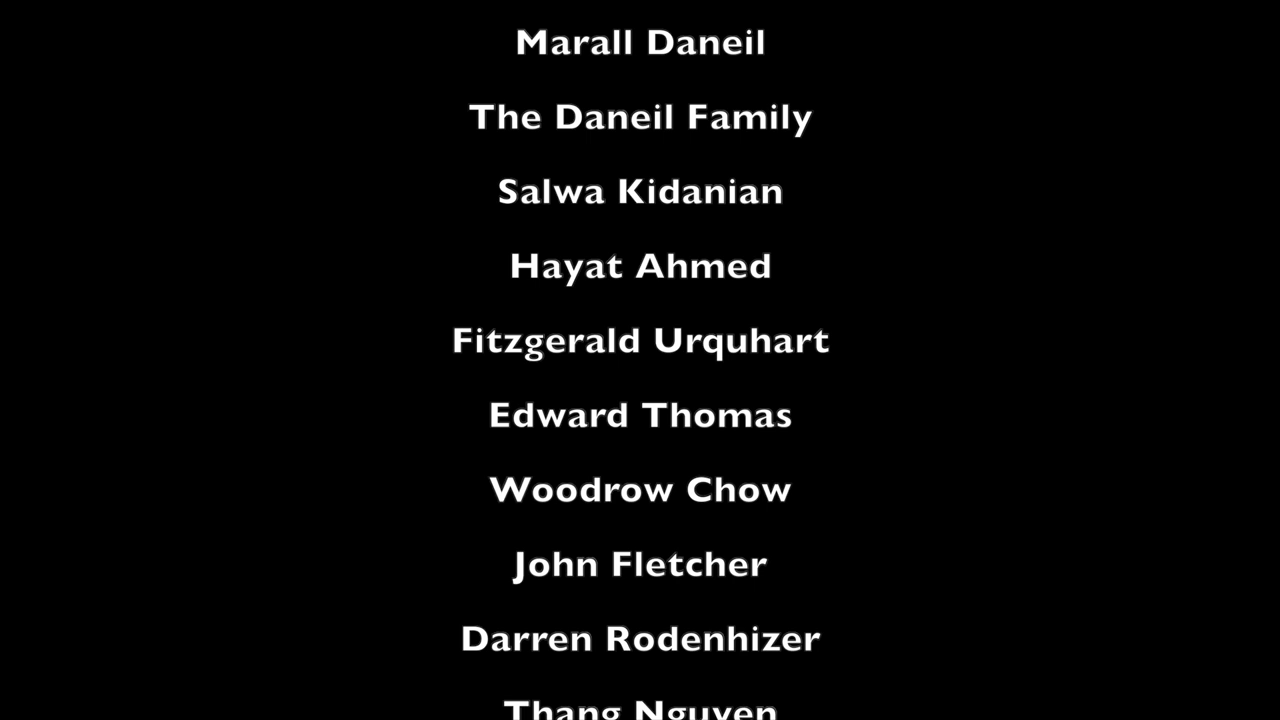 Marall Daneil
The Daneil Family
Salwa Kidanian
Hayat Ahmed
Fitzgerald Urquhart
Edward Thomas
Woodrow Chow
John Fletcher
Darren Rodenhizer
Thang Nguyen